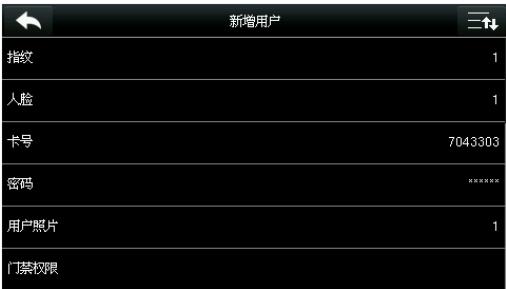 新增用户
指纹 1
人脸 1
卡号 7043303
密码 ******
用户照片 1
门禁权限